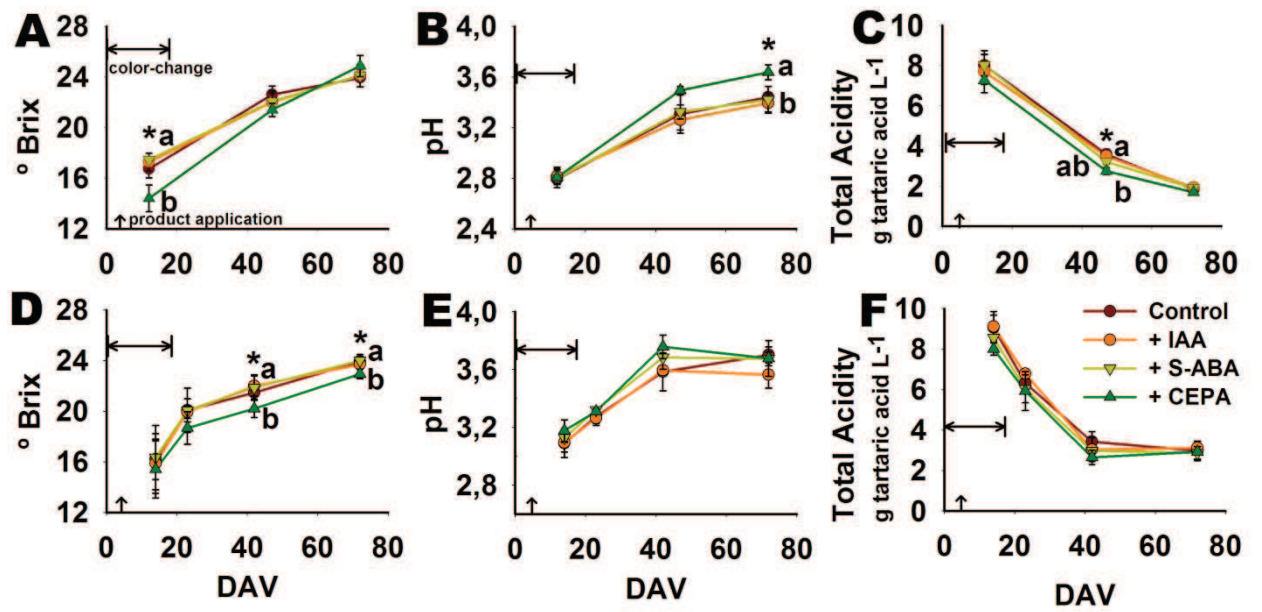 A
28
24
20
16
12
º Brix
color-change
*a
b
↑ product application
0 20 40 60 80
B
4,0
3,6
3,2
2,8
2,4
pH
*
a
b
0 20 40 60 80
C
10
8
6
4
2
0
Total Acidity
g tartaric acid L-1
*a
ab
b
0 20 40 60 80
D
28
24
20
16
12
º Brix
*a
b
*
a
b
0 20 40 60 80
DAV
E
4,0
3,6
3,2
2,8
pH
0 20 40 60 80
DAV
F
10
8
6
4
2
0
Total Acidity
g tartaric acid L-1
Control
+ IAA
+ S-ABA
+ CEPA
0 20 40 60 80
DAV